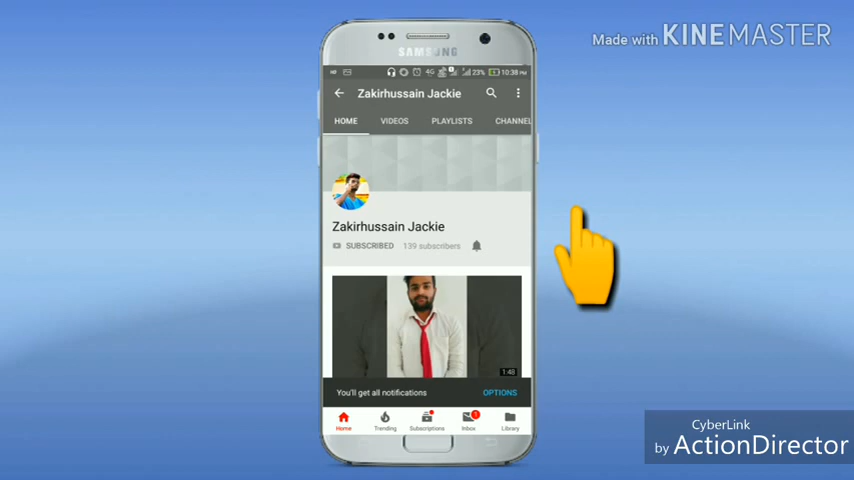 Made with KINEMASTER
SAMSUNG
4G 23% 10:38 PM
Zakirhussain Jackie
HOME VIDEOS PLAYLISTS CHANNEL
Zakirhussain Jackie
SUBSCRIBED 139 subscribers
1:48
You'll get all notifications OPTIONS
Home Trending Subscriptions Inbox Library
CyberLink
by ActionDirector